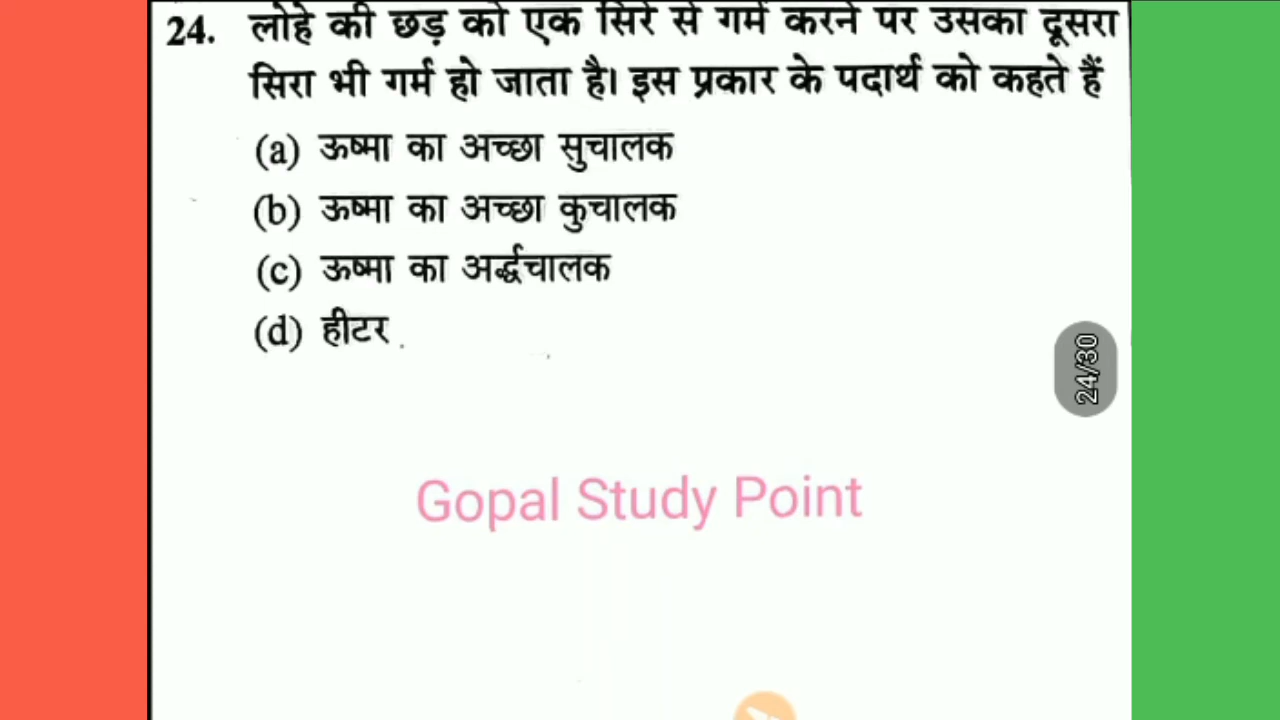 24. लोहे की छड़ को एक सिरे से गर्म करने पर उसका दूसरा
सिरा भी गर्म हो जाता है। इस प्रकार के पदार्थ को कहते हैं
(a) ऊष्मा का अच्छा सुचालक
(b) ऊष्मा का अच्छा कुचालक
(c) ऊष्मा का अर्द्धचालक
(d) हीटर
24/30
Gopal Study Point